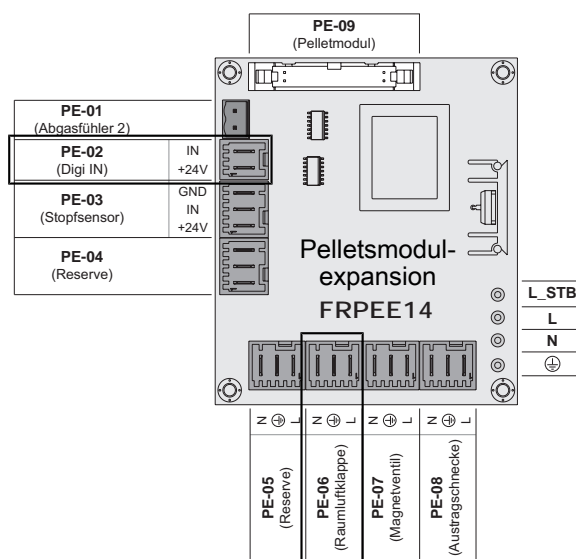 PE-09
(Pelletmodul)
PE-01
(Abgasfühler 2)
PE-02
(Digi IN)
IN
+24V
PE-03
(Stopfsensor)
GND
IN
+24V
PE-04
(Reserve)
Pelletsmodul-
expansion
FRPEE14
L_STB
L
N
N L
N L
N L
N L
PE-05
(Reserve)
PE-06
(Raumluftklappe)
PE-07
(Magnetventil)
PE-08
(Austragschnecke)